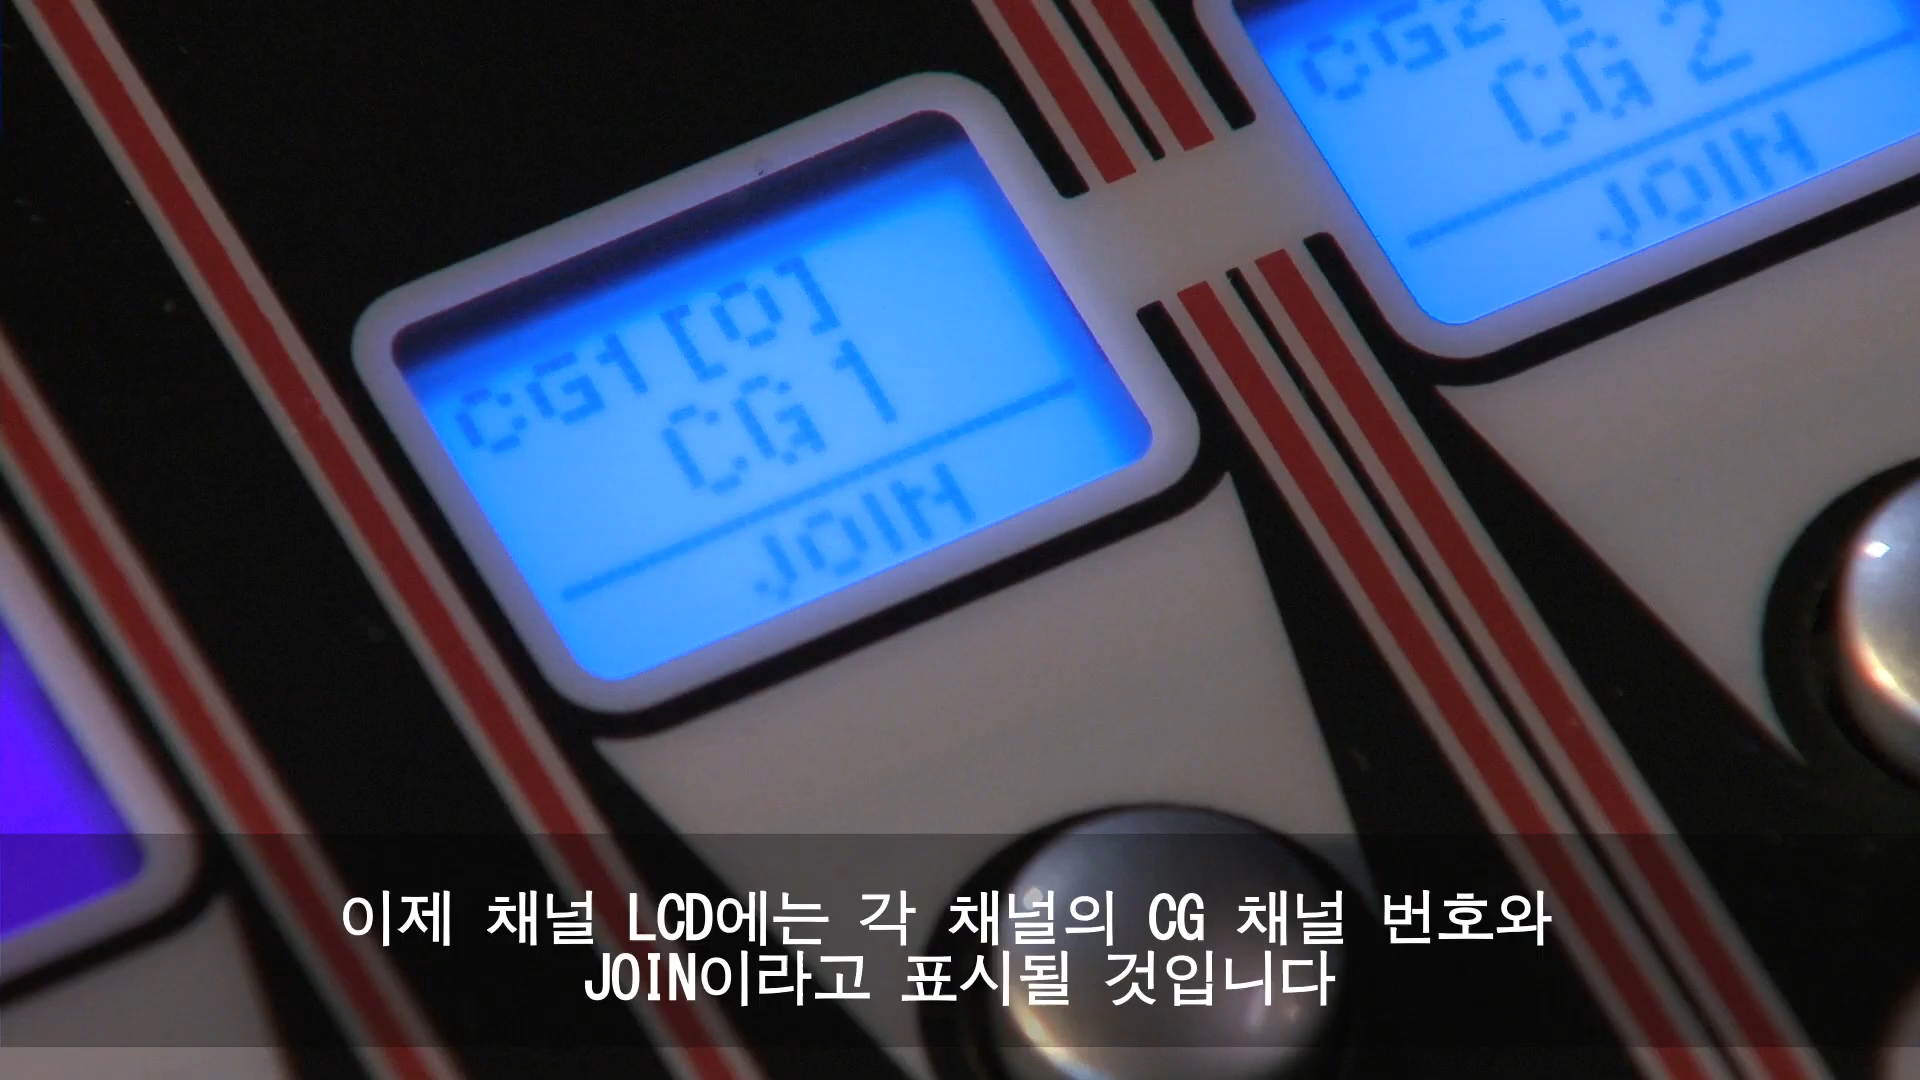 CG1 [0]
CG 1
JOIN
CG2 [
CG 2
JOIN
이제 채널 LCD에는 각 채널의 CG 채널 번호와
JOIN이라고 표시될 것입니다